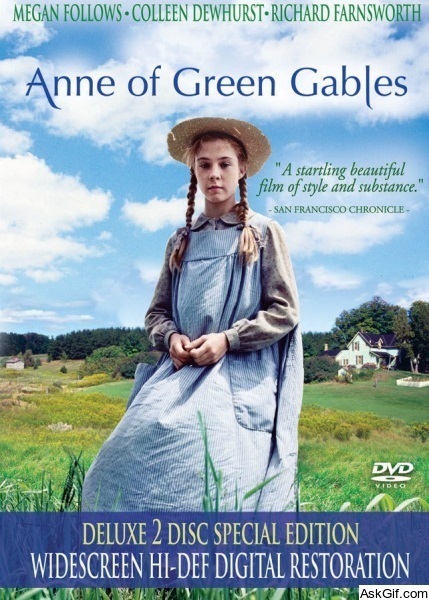 MEGAN FOLLOWS • COLLEEN DEWHURST • RICHARD FARNSWORTH
Anne of Green Gables
"A startling beautiful
film of style and substance."
- SAN FRANCISCO CHRONICLE -
DVD
VIDEO
DELUXE 2 DISC SPECIAL EDITION
WIDESCREEN HI-DEF DIGITAL RESTORATION
AskGif.com